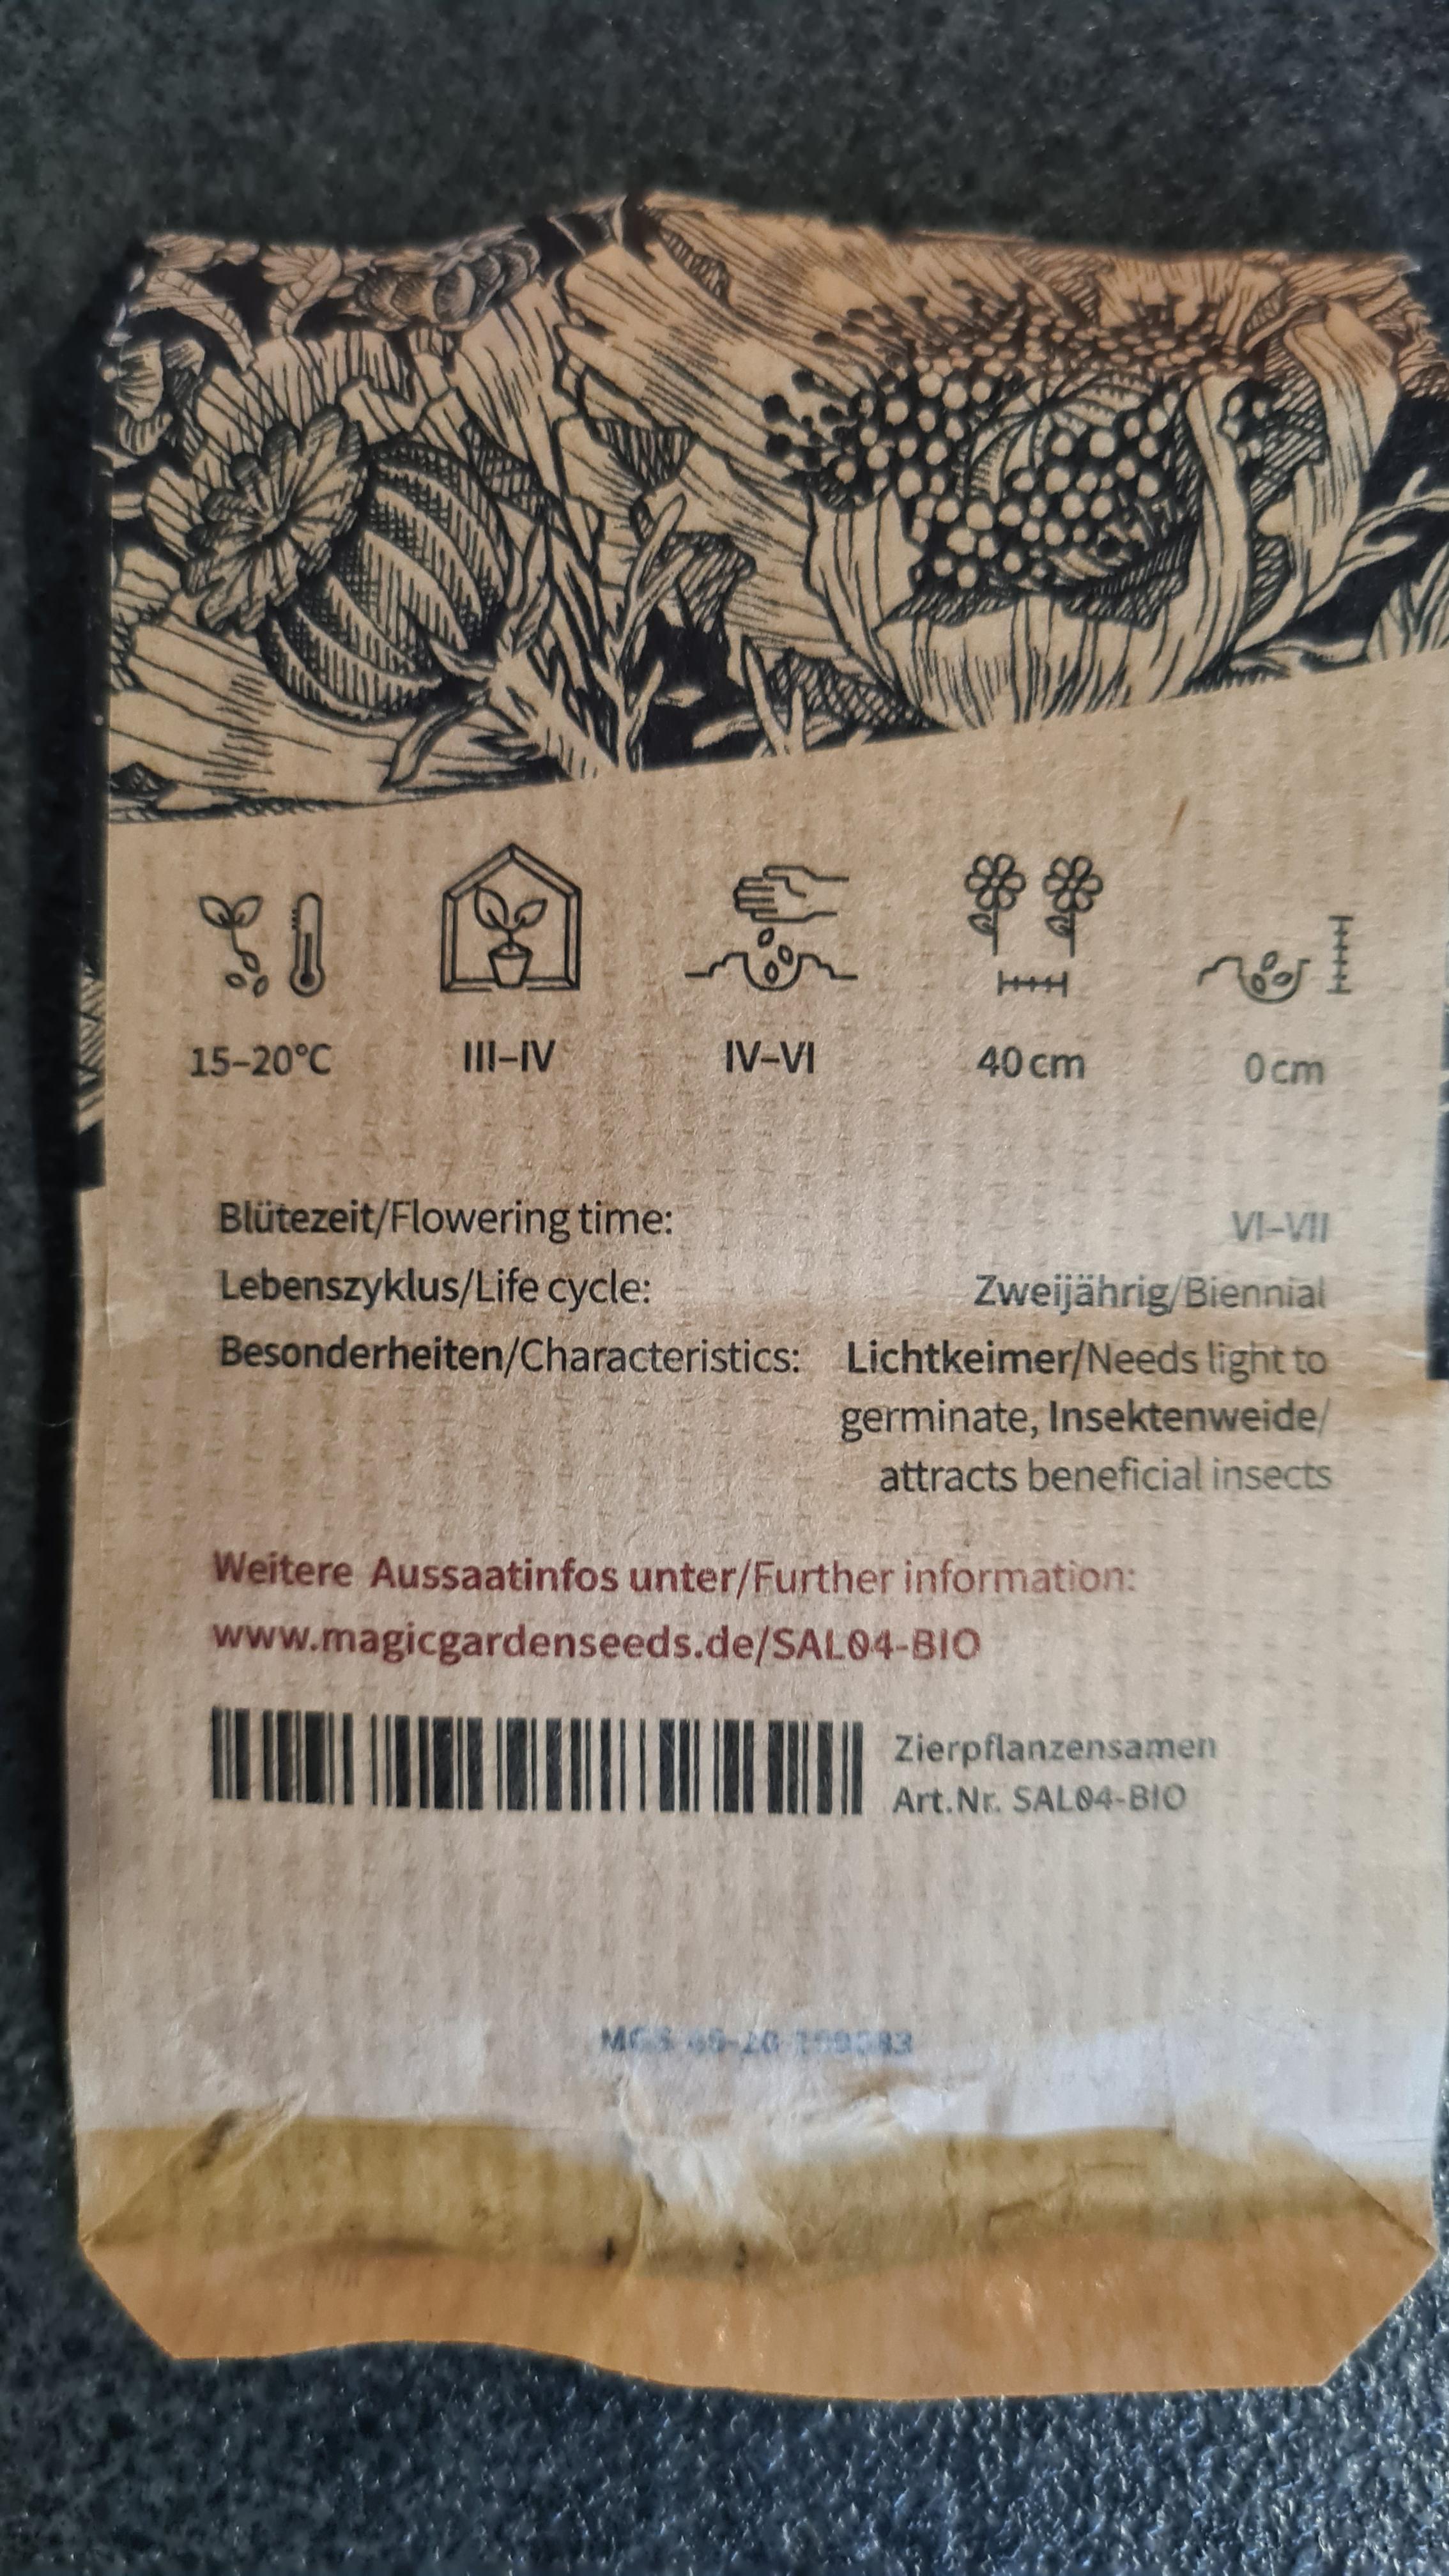 15–20°C
III–IV
IV–VI
40 cm
0 cm
Blütezeit/Flowering time: VI–VII
Lebenszyklus/Life cycle: Zweijährig/Biennial
Besonderheiten/Characteristics: Lichtkeimer/Needs light to
germinate, Insektenweide/
attracts beneficial insects
Weitere Aussaatinfos unter/Further information:
www.magicgardenseeds.de/SAL04-BIO
Zierpflanzensamen
Art.Nr. SAL04-BIO